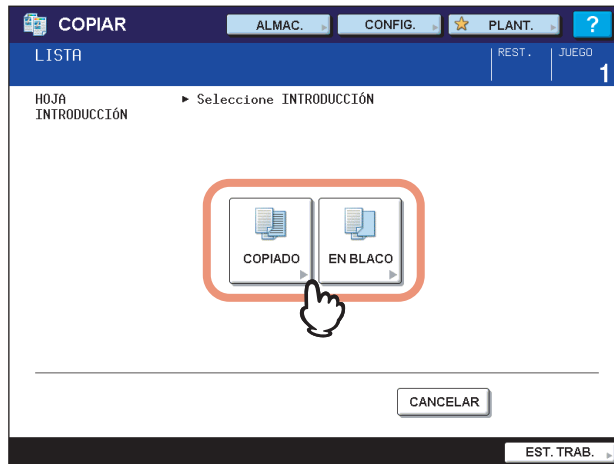 COPIAR
ALMAC.
CONFIG.
PLANT.
?
LISTA
REST.
JUEGO
1
HOJA
INTRODUCCIÓN
▶ Seleccione INTRODUCCIÓN
COPIADO
EN BLACO
CANCELAR
EST. TRAB.